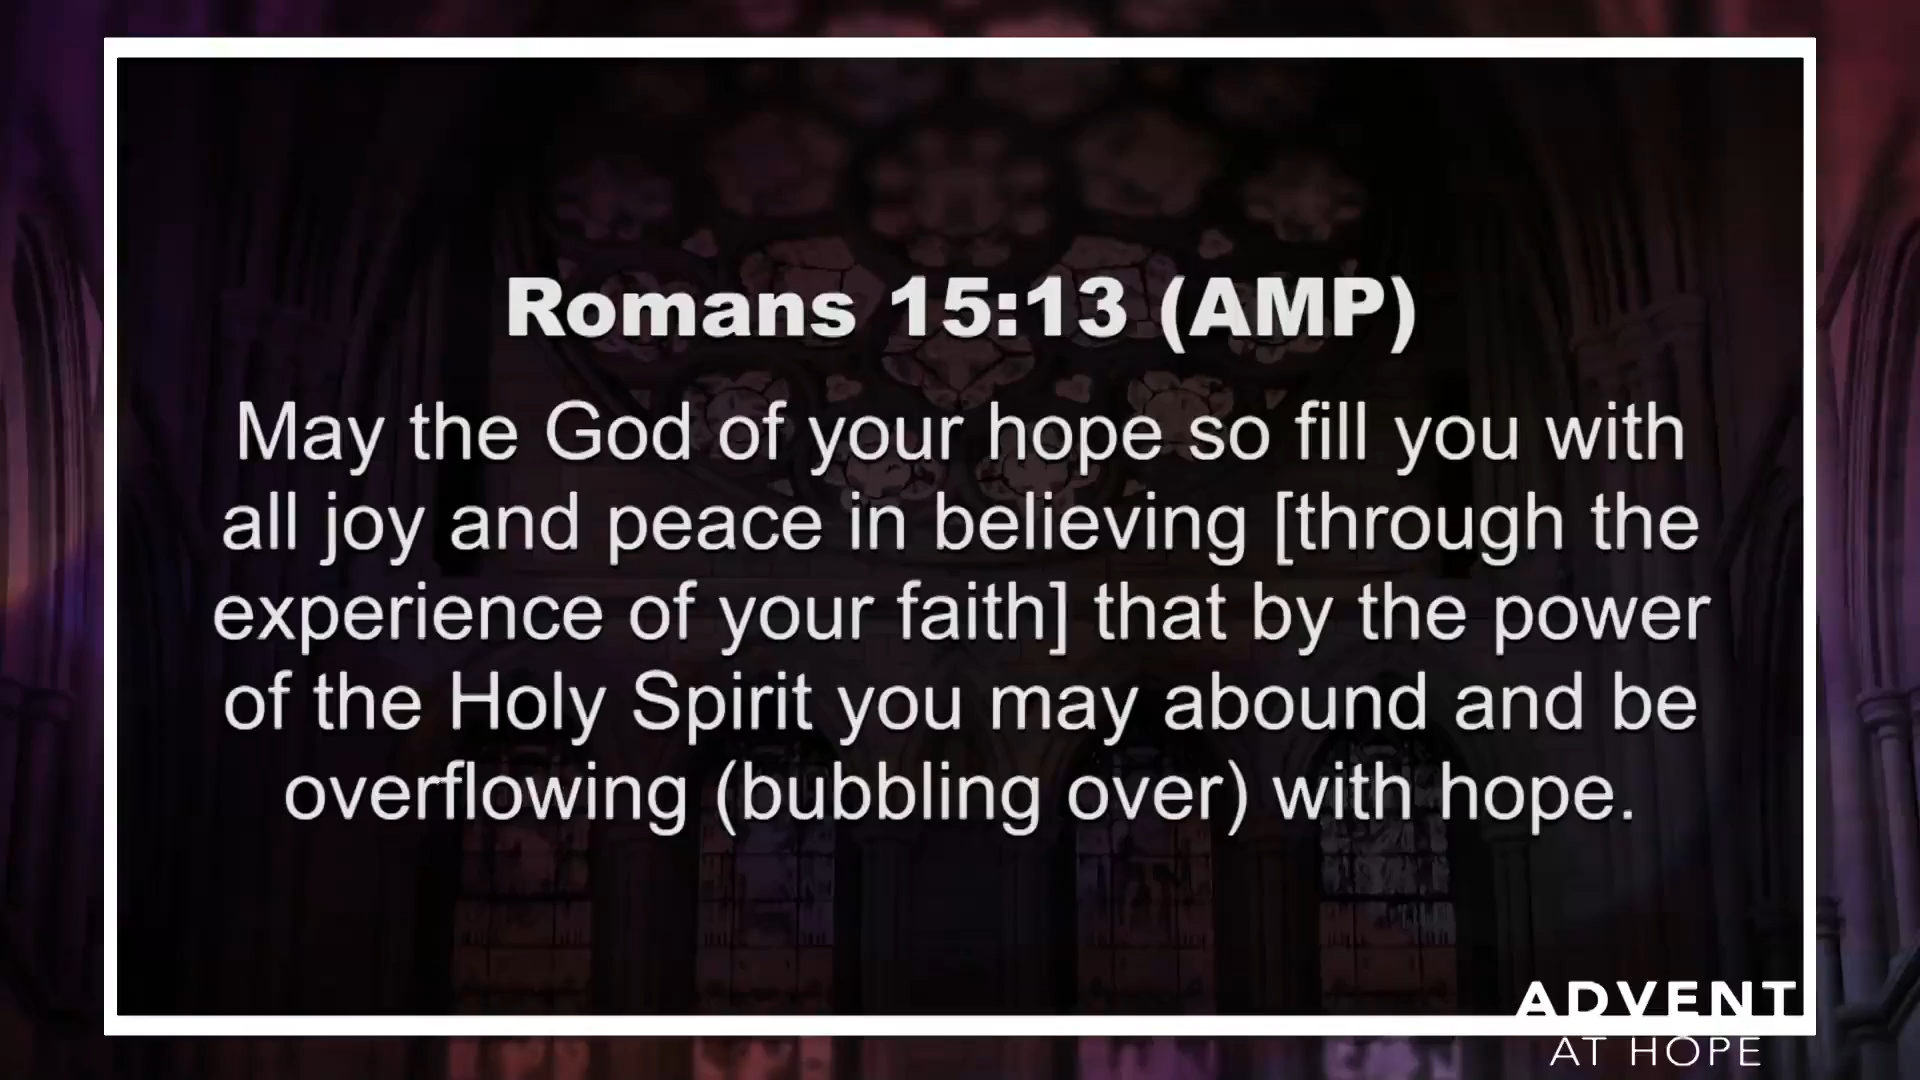 Romans 15:13 (AMP)
May the God of your hope so fill you with
all joy and peace in believing [through the
experience of your faith] that by the power
of the Holy Spirit you may abound and be
overflowing (bubbling over) with hope.
ADVENT
AT HOPE